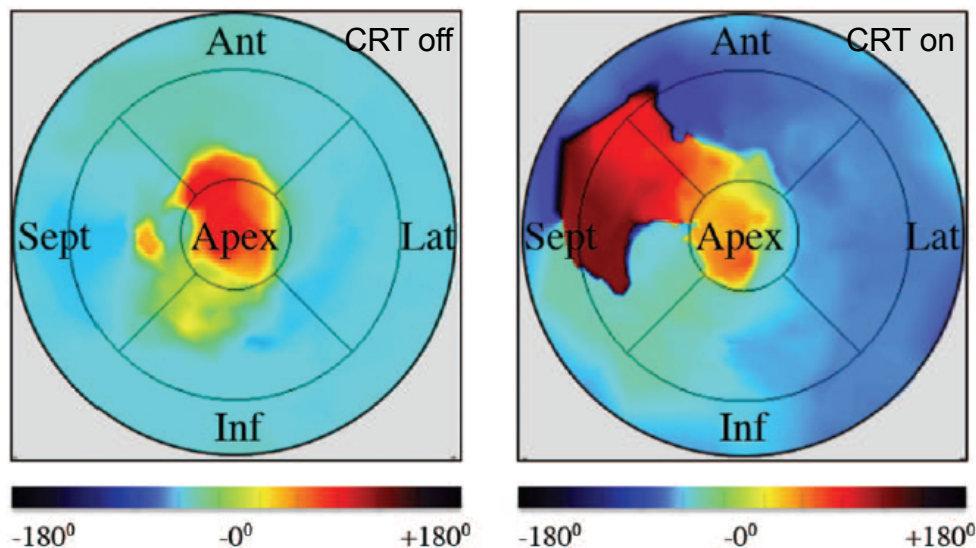 Ant CRT off
Sept Apex Lat
Inf
-180⁰ -0⁰ +180⁰
Ant CRT on
Sept Apex Lat
Inf
-180⁰ -0⁰ +180⁰